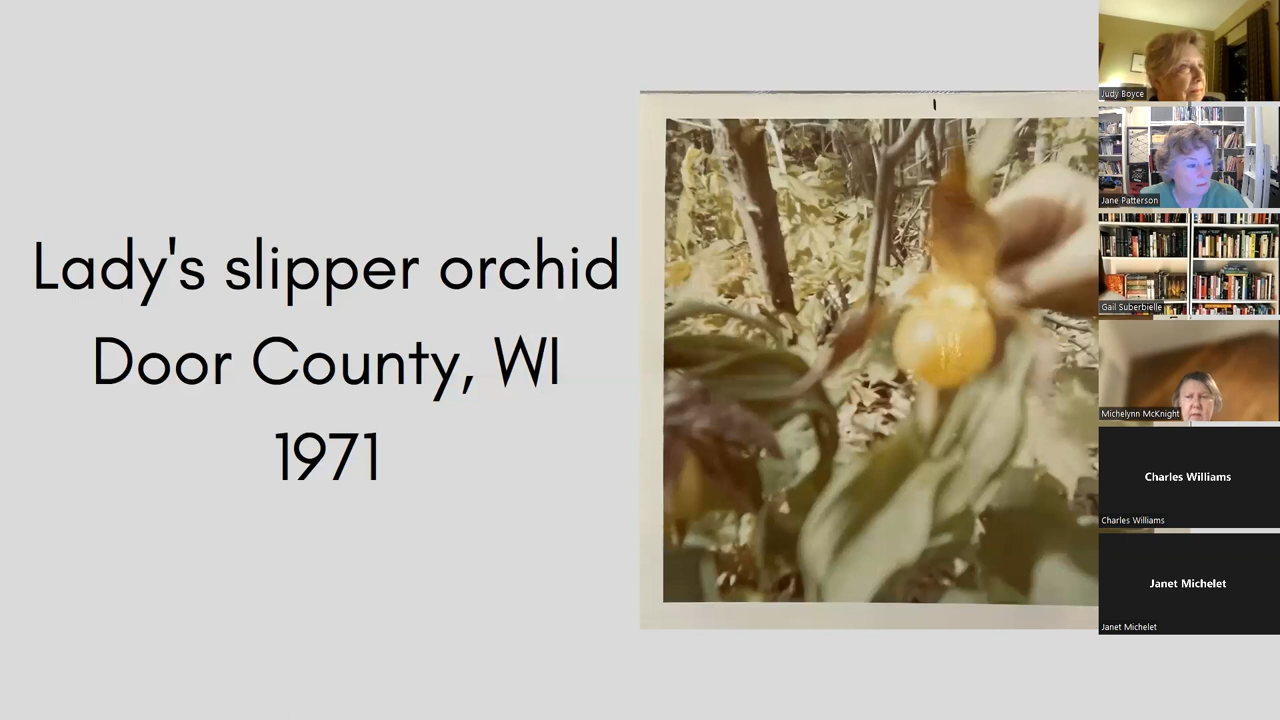 Lady's slipper orchid
Door County, WI
1971
Judy Boyce
Jane Patterson
Gail Suberbielle
Michelynn McKnight
Charles Williams
Charles Williams
Janet Michelet
Janet Michelet